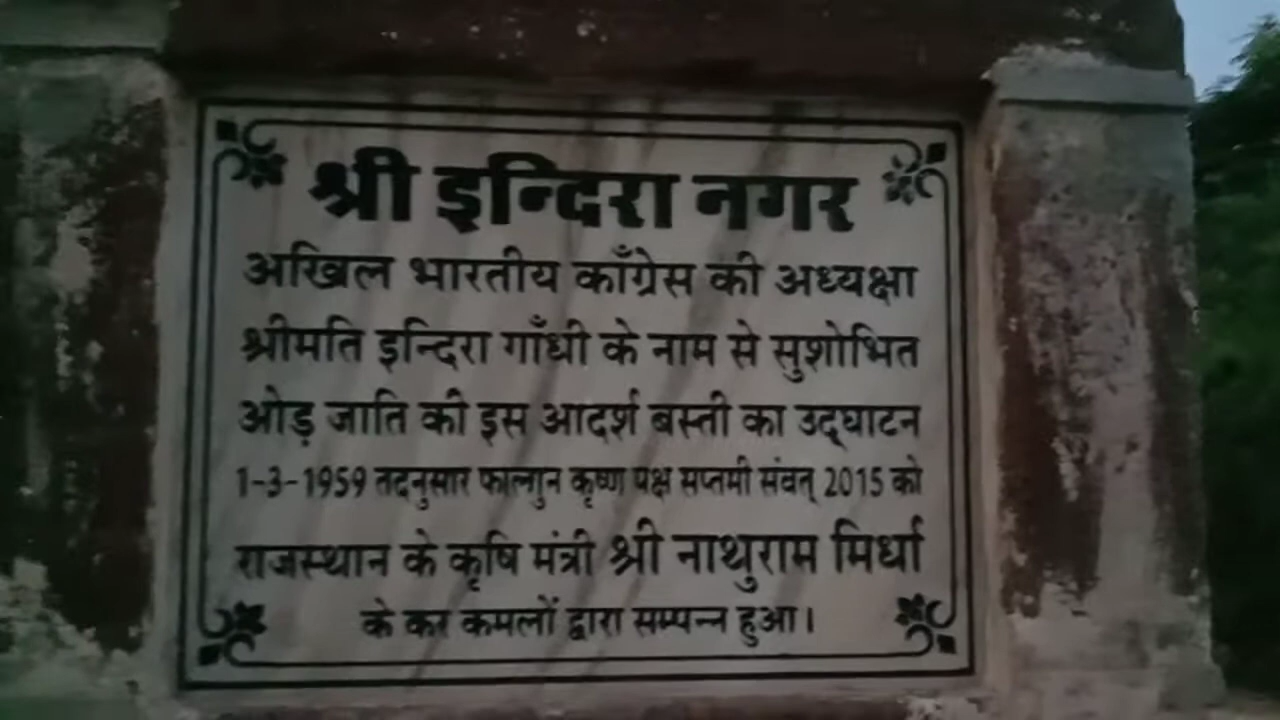 श्री इन्दिरा नगर
अखिल भारतीय काँग्रेस की अध्यक्षा
श्रीमति इन्दिरा गाँधी के नाम से सुशोभित
ओड़ जाति की इस आदर्श बस्ती का उद्घाटन
1-3-1959 तदनुसार फाल्गुन कृष्ण पक्ष सप्तमी संवत् 2015 को
राजस्थान के कृषि मंत्री श्री नाथुराम मिर्धा
के कर कमलों द्वारा सम्पन्न हुआ।